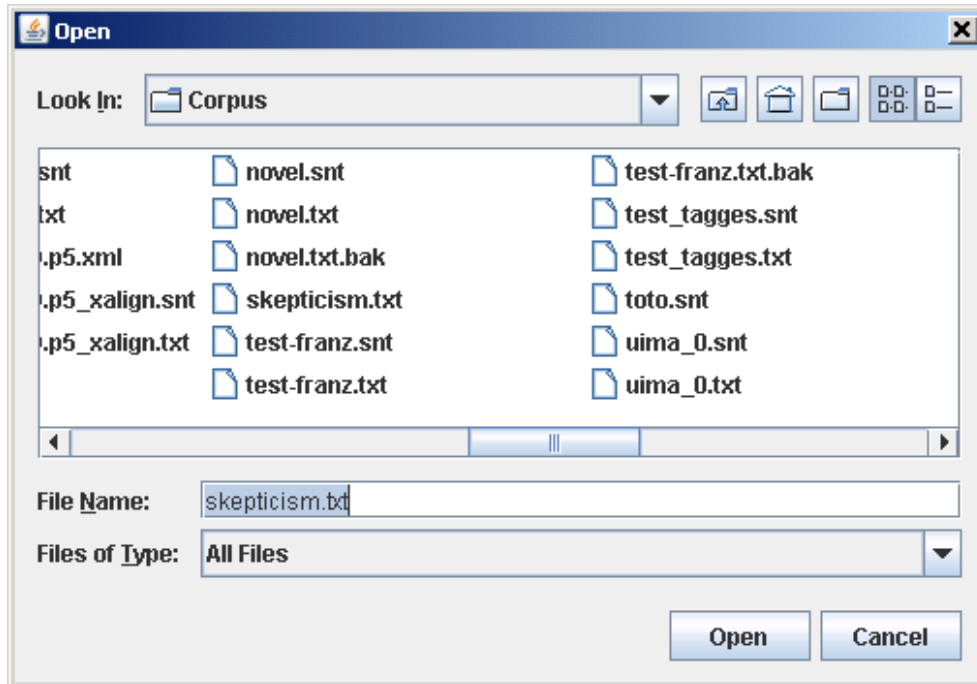 Open
Look In: Corpus
snt
novel.snt
test-franz.txt.bak
txt
novel.txt
test_tagges.snt
.p5.xml
novel.txt.bak
test_tagges.txt
.p5_xalign.snt
skepticism.txt
toto.snt
.p5_xalign.txt
test-franz.snt
uima_0.snt
test-franz.txt
uima_0.txt
File Name: skepticism.txt
Files of Type: All Files
Open
Cancel